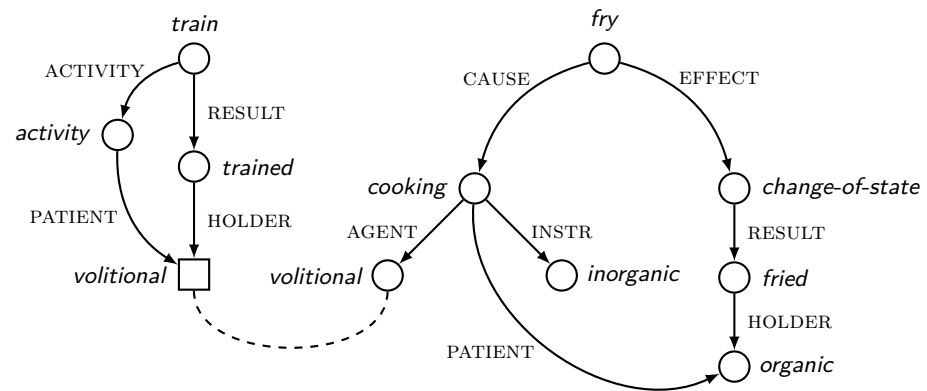 train
fry
ACTIVITY
CAUSE
EFFECT
RESULT
activity
trained
cooking
change-of-state
PATIENT
HOLDER
AGENT
INSTR
RESULT
volitional
volitional
inorganic
fried
HOLDER
PATIENT
organic